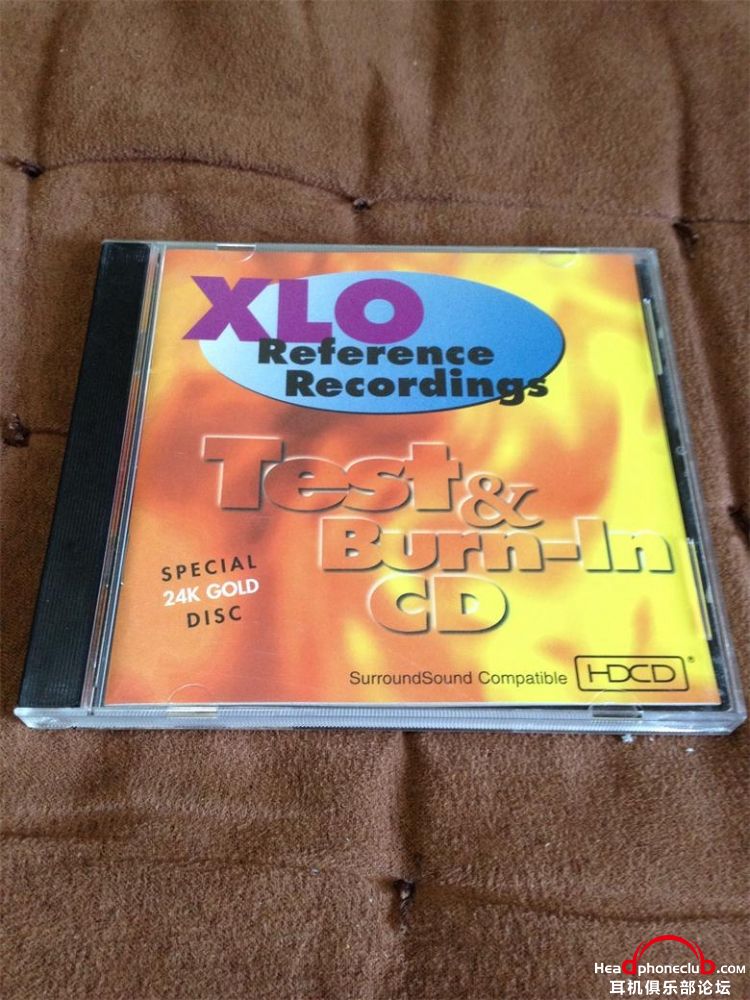 XLO
Reference
Recordings
Test &
Burn-In
CD
SPECIAL
24K GOLD
DISC
SurroundSound Compatible HDCD®
Headphoneclub.com
耳机俱乐部论坛